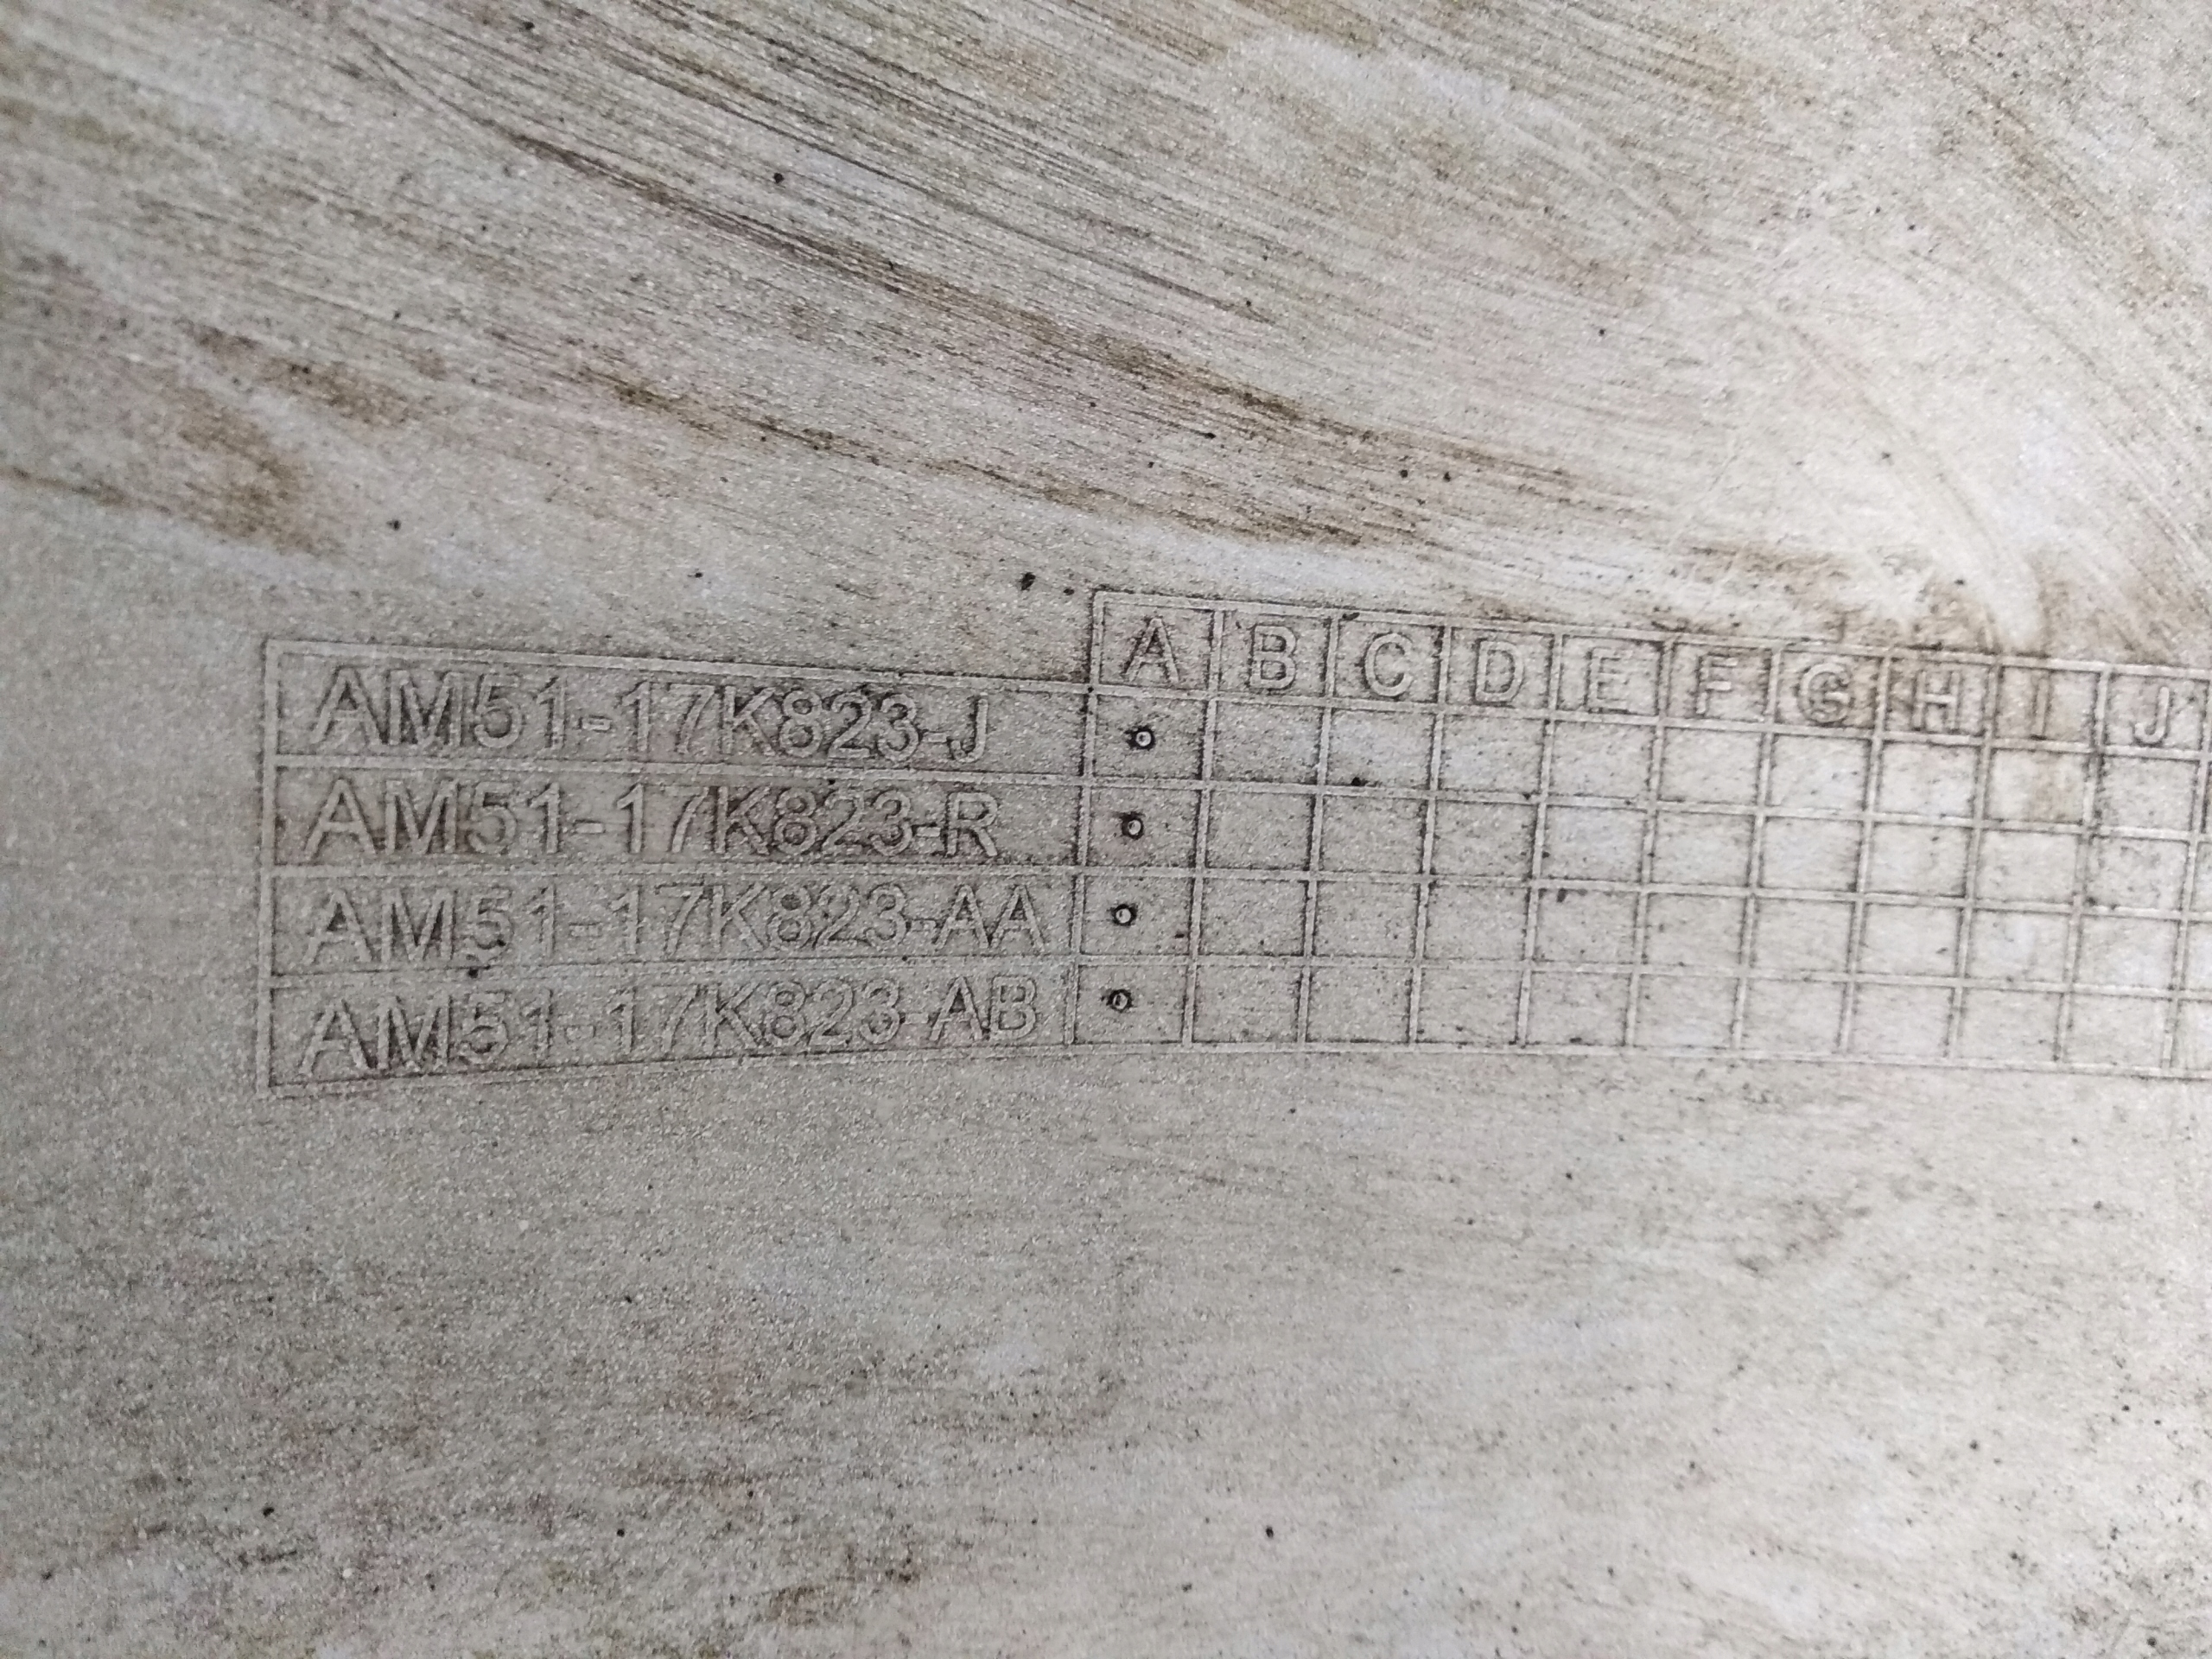 A B C D E F G H I J
AM51-17K823-J
AM51-17K823-R
AM51-17K823-AA
AM51-17K823-AB